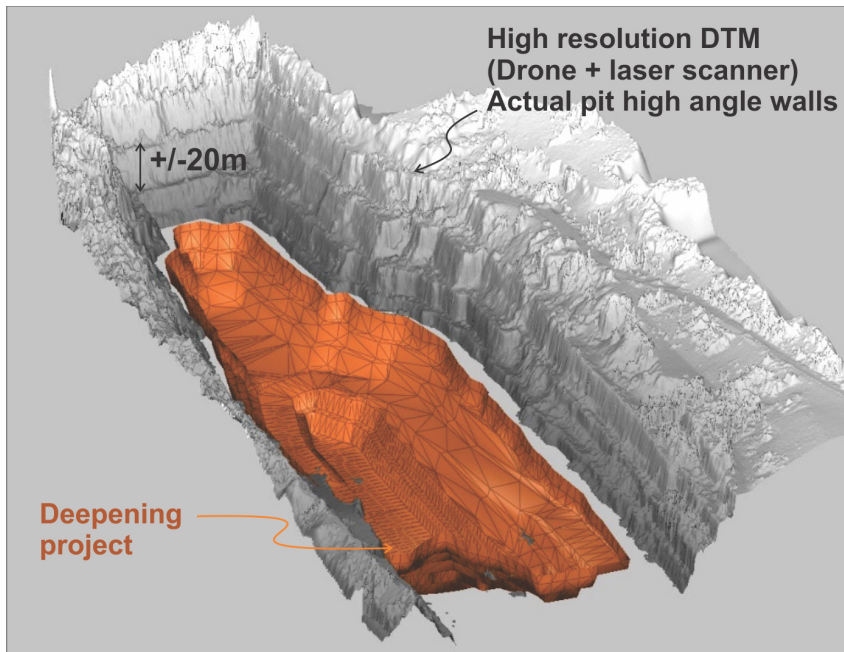 High resolution DTM
(Drone + laser scanner)
Actual pit high angle walls
+/-20m
Deepening
project